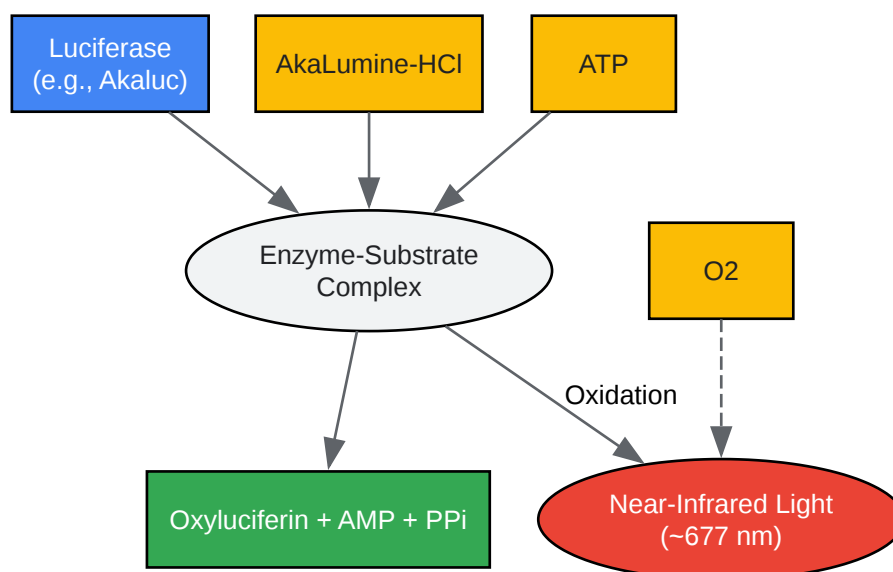 Luciferase
(e.g., Akaluc)
AkaLumine-HCl
ATP
Enzyme-Substrate
Complex
O2
Oxidation
Oxyluciferin + AMP + PPi
Near-Infrared Light
(~677 nm)